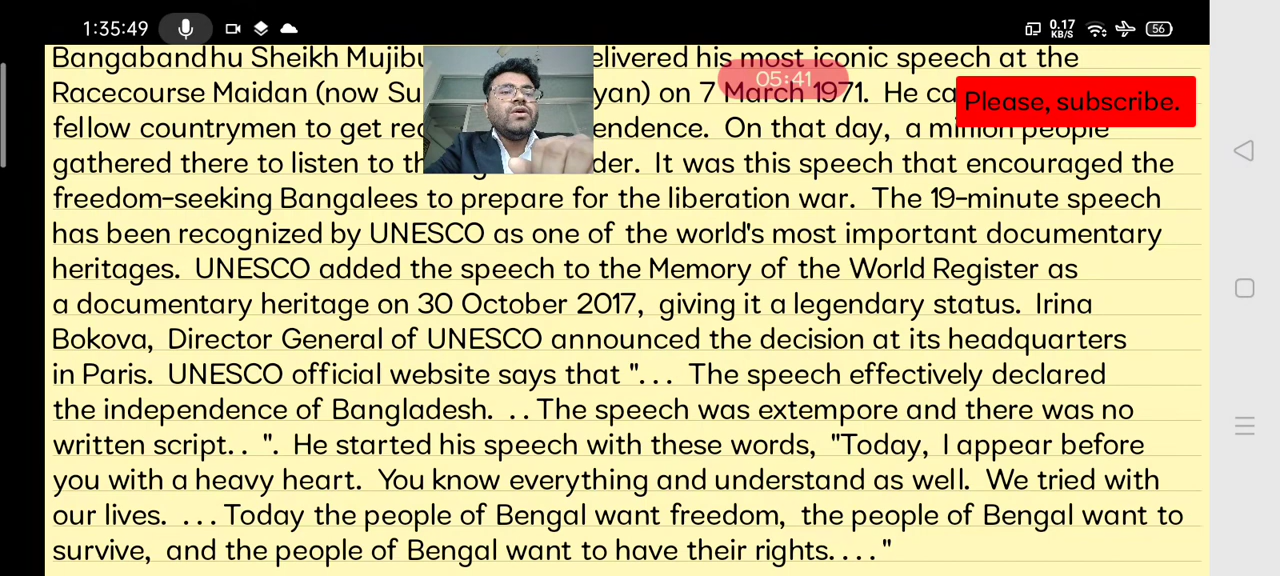 1:35:49
0.17 KB/S
56
05:41
Please, subscribe.
Bangabandhu Sheikh Mujibu elivered his most iconic speech at the
Racecourse Maidan (now Su yan) on 7 March 1971. He ca
fellow countrymen to get rea endence. On that day, a million people
gathered there to listen to th der. It was this speech that encouraged the
freedom-seeking Bangalees to prepare for the liberation war. The 19-minute speech
has been recognized by UNESCO as one of the world's most important documentary
heritages. UNESCO added the speech to the Memory of the World Register as
a documentary heritage on 30 October 2017, giving it a legendary status. Irina
Bokova, Director General of UNESCO announced the decision at its headquarters
in Paris. UNESCO official website says that "... The speech effectively declared
the independence of Bangladesh. . . The speech was extempore and there was no
written script. . ". He started his speech with these words, "Today, I appear before
you with a heavy heart. You know everything and understand as well. We tried with
our lives. ... Today the people of Bengal want freedom, the people of Bengal want to
survive, and the people of Bengal want to have their rights. . . ."